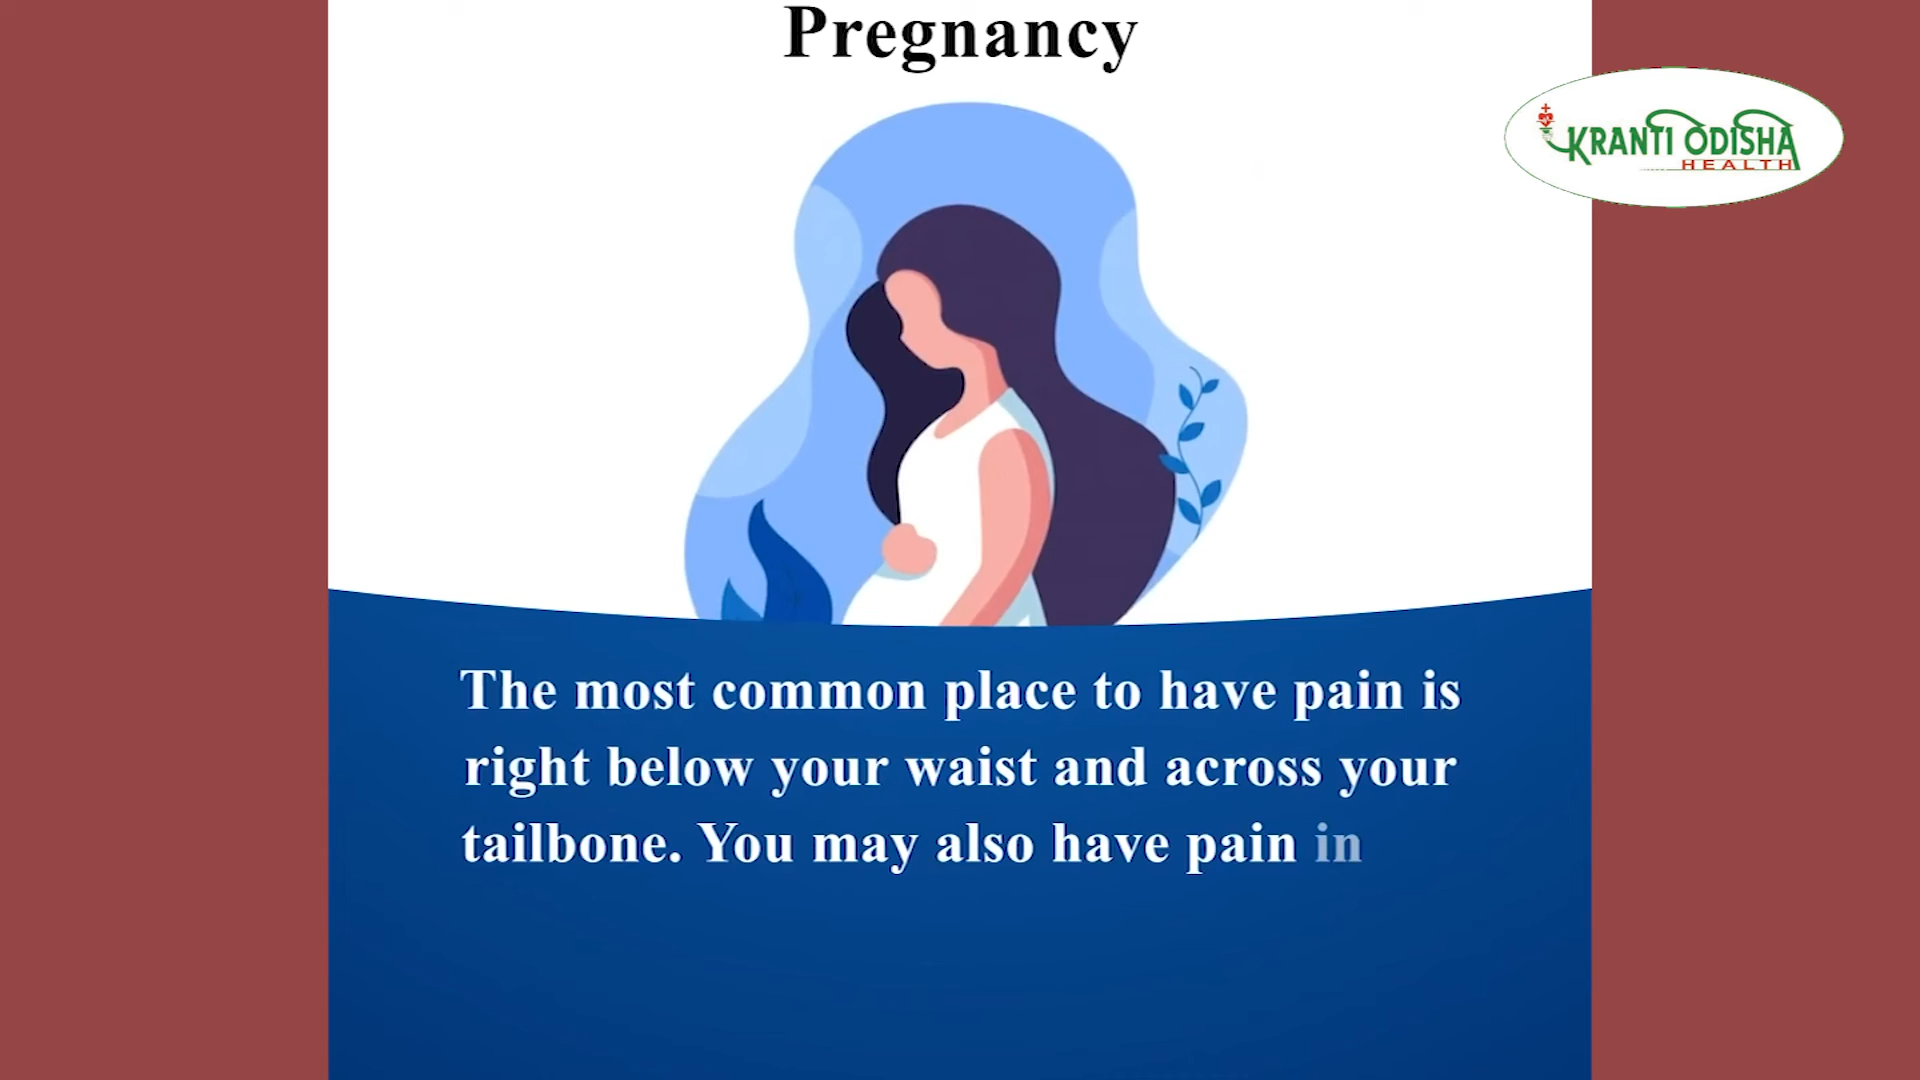 Pregnancy
KRANTI ODISHA
HEALTH
The most common place to have pain is
right below your waist and across your
tailbone. You may also have pain in